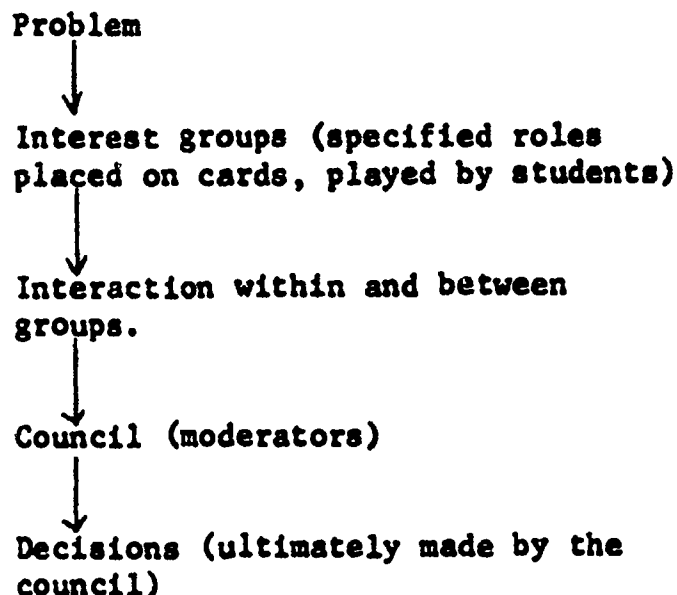 Problem
Interest groups (specified roles
placed on cards, played by students)
Interaction within and between
groups.
Council (moderators)
Decisions (ultimately made by the
council)